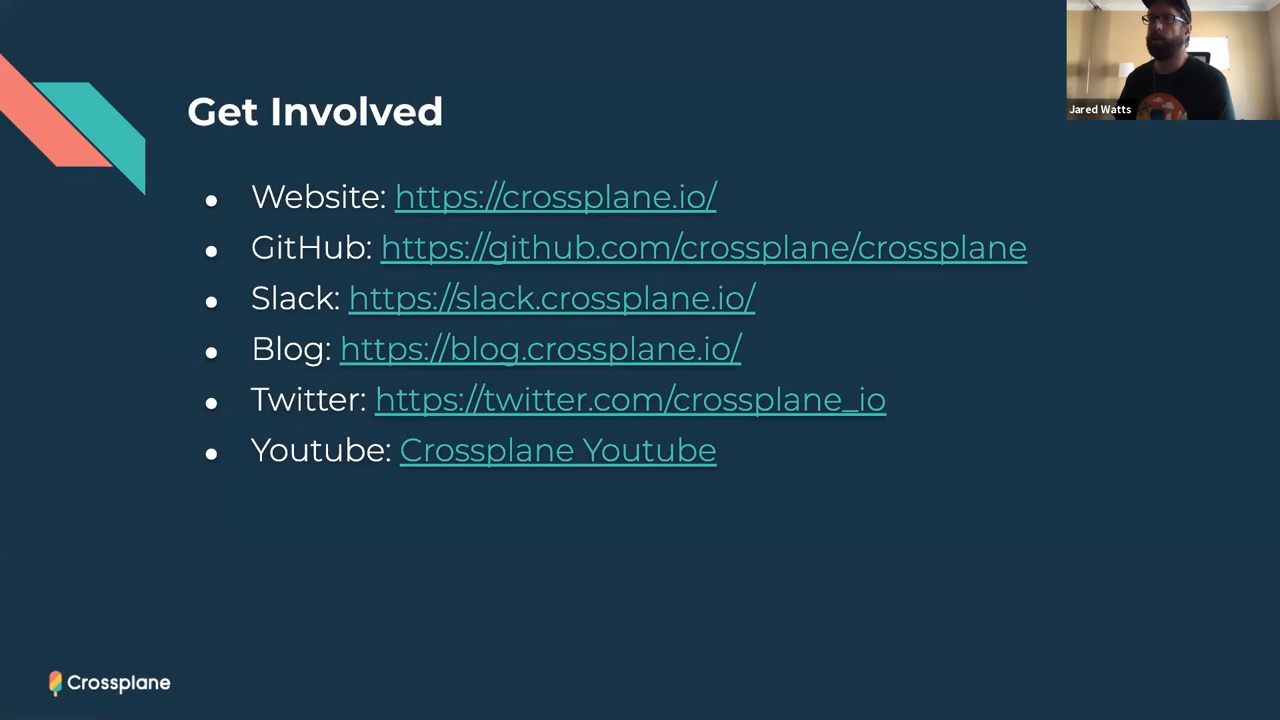 Get Involved
● Website: https://crossplane.io/
● GitHub: https://github.com/crossplane/crossplane
● Slack: https://slack.crossplane.io/
● Blog: https://blog.crossplane.io/
● Twitter: https://twitter.com/crossplane_io
● Youtube: Crossplane Youtube
Jared Watts
Crossplane